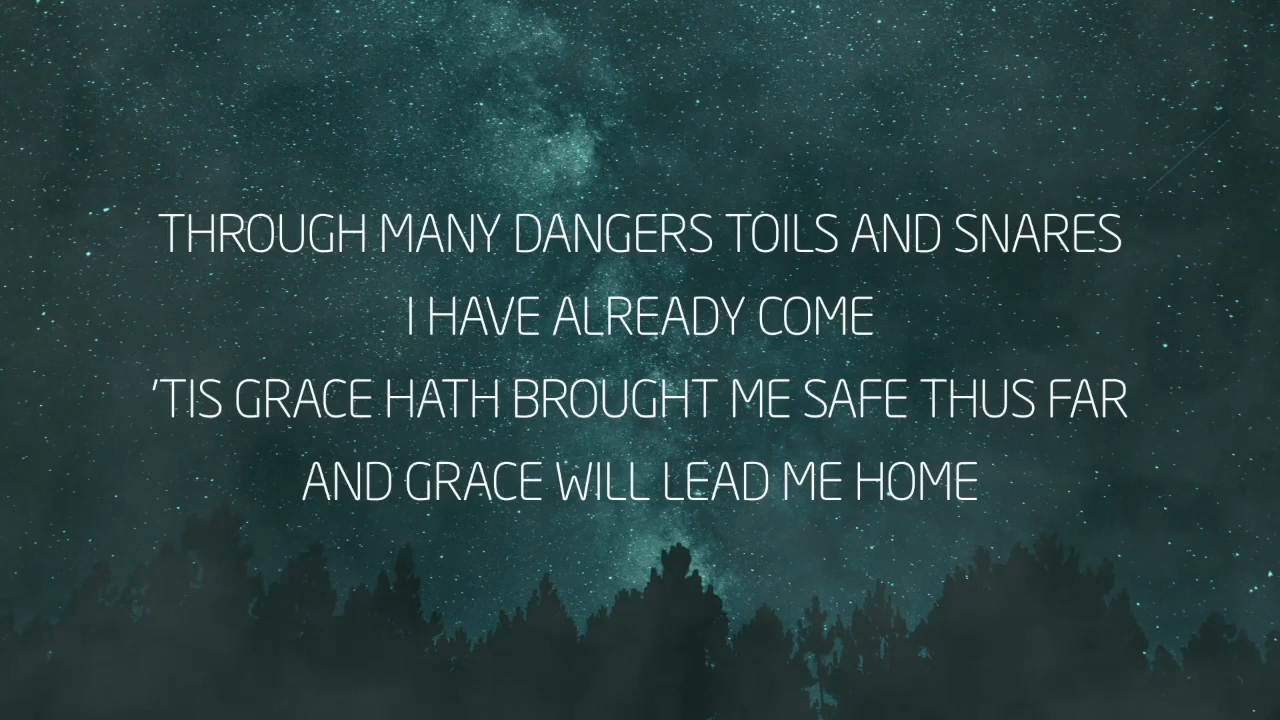 THROUGH MANY DANGERS TOILS AND SNARES
I HAVE ALREADY COME
'TIS GRACE HATH BROUGHT ME SAFE THUS FAR
AND GRACE WILL LEAD ME HOME